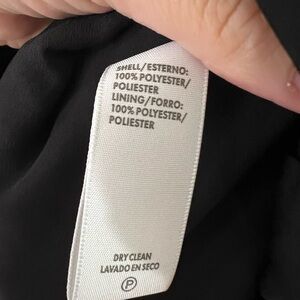 SHELL/ESTERNO:
100% POLYESTER/
POLIESTER
LINING/FORRO:
100% POLYESTER/
POLIESTER
DRY CLEAN
LAVADO EN SECO
P